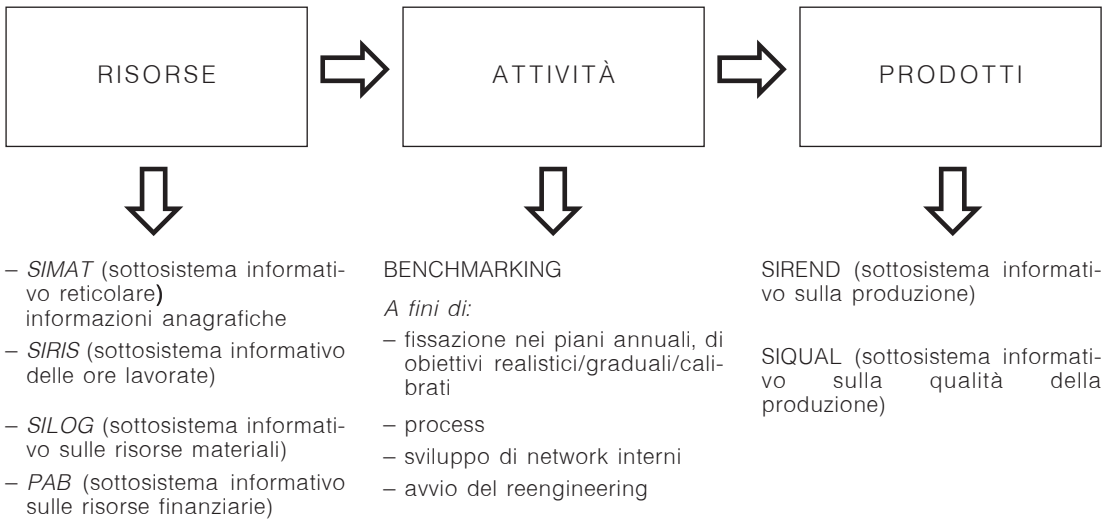 RISORSE
ATTIVITÀ
PRODOTTI
– SIMAT (sottosistema informati-
vo reticolare)
informazioni anagrafiche
– SIRIS (sottosistema informativo
delle ore lavorate)
– SILOG (sottosistema informati-
vo sulle risorse materiali)
– PAB (sottosistema informativo
sulle risorse finanziarie)
BENCHMARKING
A fini di:
– fissazione nei piani annuali, di
obiettivi realistici/graduali/cali-
brati
– process
– sviluppo di network interni
– avvio del reengineering
SIREND (sottosistema informati-
vo sulla produzione)
SIQUAL (sottosistema informati-
vo sulla qualità della
produzione)